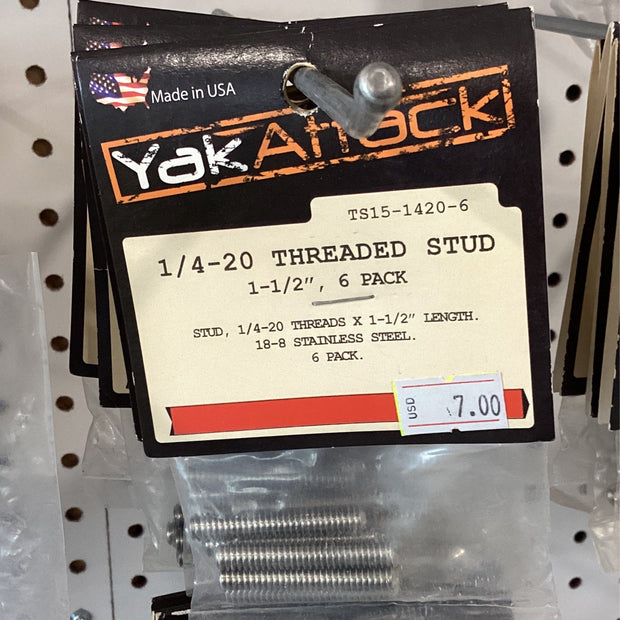 Made in USA
YakAttack
TS15-1420-6
1/4-20 THREADED STUD
1-1/2", 6 PACK
STUD, 1/4-20 THREADS X 1-1/2" LENGTH.
18-8 STAINLESS STEEL.
6 PACK.
USD 7.00